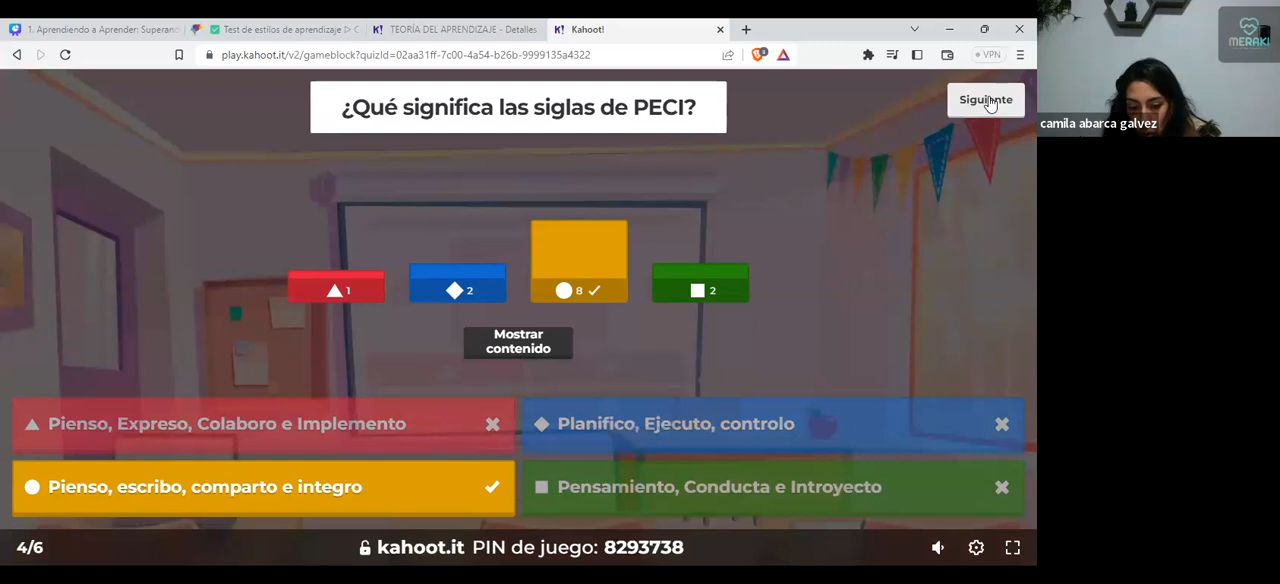 1. Aprendiendo a Aprender: Superand
Test de estilos de aprendizaje ▷ C
K! TEORÍA DEL APRENDIZAJE - Detalles
K! Kahoot!
play.kahoot.it/v2/gameblock?quizId=02aa31ff-7c00-4a54-b26b-9999135a4322
VPN
MERAKI
¿Qué significa las siglas de PECI?
Siguiente
camila abarca galvez
1
2
8
2
Mostrar
contenido
Pienso, Expreso, Colaboro e Implemento
Planifico, Ejecuto, controlo
Pienso, escribo, comparto e integro
Pensamiento, Conducta e Introyecto
4/6
kahoot.it PIN de juego: 8293738